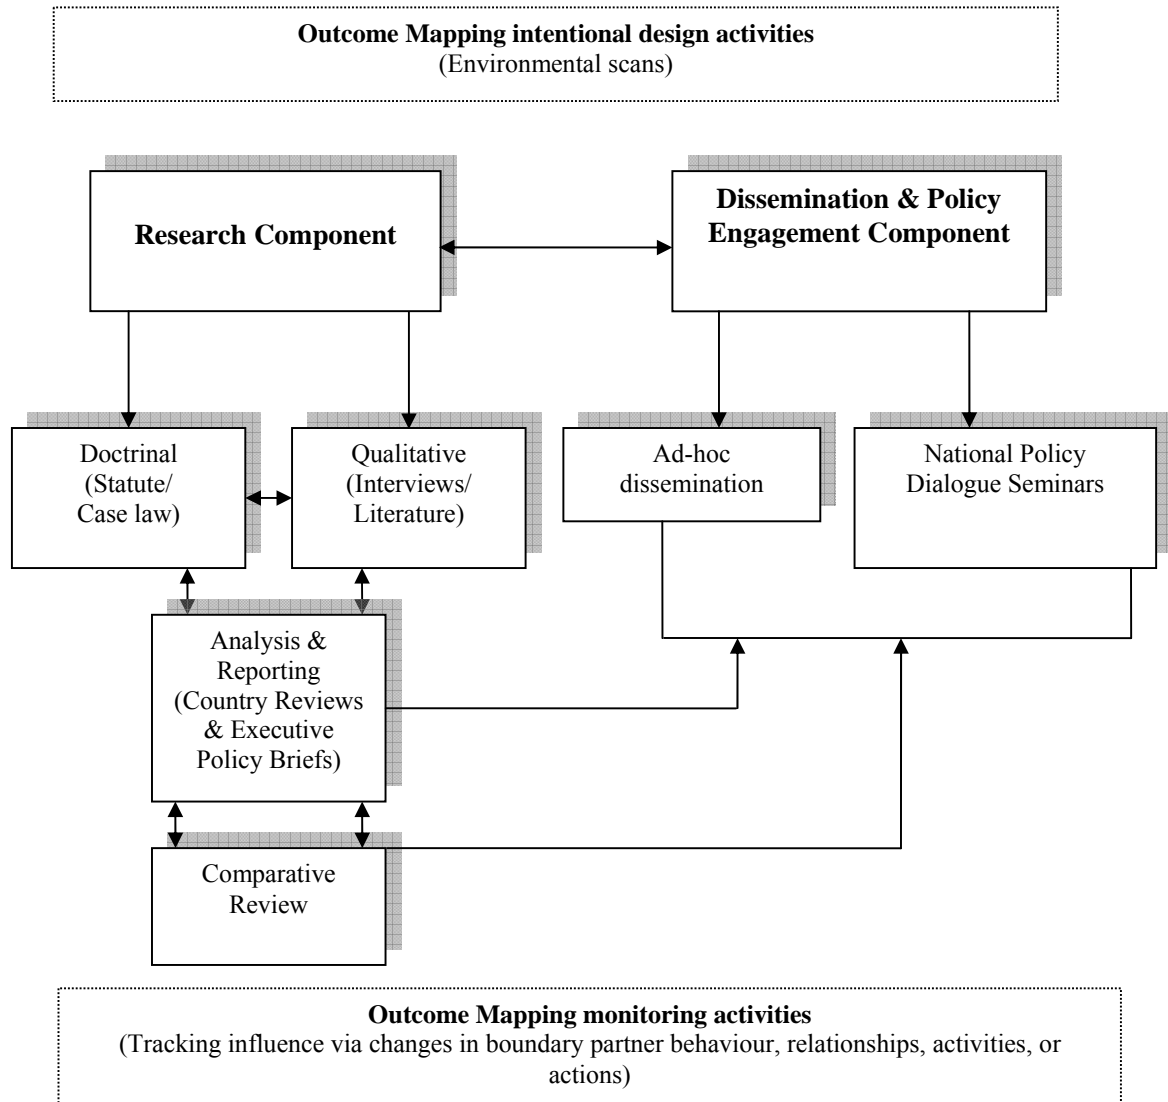 Outcome Mapping intentional design activities
(Environmental scans)
Research Component
Dissemination & Policy
Engagement Component
Doctrinal
(Statute/
Case law)
Qualitative
(Interviews/
Literature)
Ad-hoc
dissemination
National Policy
Dialogue Seminars
Analysis &
Reporting
(Country Reviews
& Executive
Policy Briefs)
Comparative
Review
Outcome Mapping monitoring activities
(Tracking influence via changes in boundary partner behaviour, relationships, activities, or
actions)